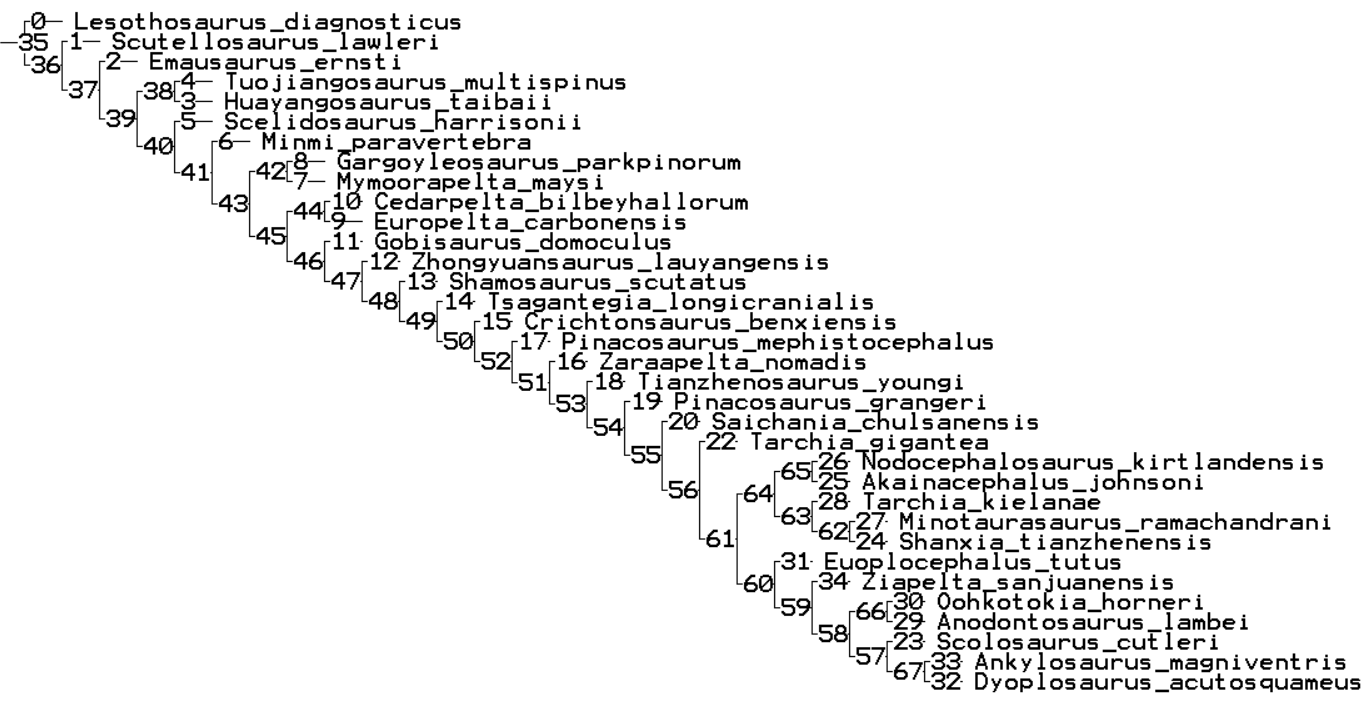 0 Lesothosaurus_diagnosticus
35 1 Scutellosaurus_lawleri
36 2 Emausaurus_ernsti
37 38 4 Tuojiangosaurus_multispinus
3 Huayangosaurus_taibaii
39 5 Scelidosaurus_harrisonii
40 6 Minmi_paravertebra
42 8 Gargoyleosaurus_parkpinorum
41 7 Mymoorapelta_maysi
43 44 10 Cedarpelta_bilbeyhallorum
9 Europelta_carbonensis
45 11 Gobisaurus_domoculus
46 12 Zhongyuansaurus_lauyangensis
47 13 Shamosaurus_scutatus
48 14 Tsagantegia_longicranialis
49 15 Crichtonsaurus_benxiensis
50 17 Pinacosaurus_mephistocephalus
52 16 Zaraapelta_nomadis
51 18 Tianzhenosaurus_youngi
53 19 Pinacosaurus_grangeri
54 20 Saichania_chulsanensis
22 Tarchia_gigantea
55 65 26 Nodocephalosaurus_kirtlandensis
25 Akainacephalus_johnsoni
56 64 28 Tarchia_kielanae
63 27 Minotaurasaurus_ramachandrani
61 62 24 Shanxia_tianzhenensis
31 Euoplocephalus_tutus
60 34 Ziapelta_sanjuanensis
59 66 30 Oohkotokia_horneri
29 Anodontosaurus_lambei
58 23 Scolosaurus_cutleri
57 33 Ankylosaurus_magniventris
67 32 Dyoplosaurus_acutosquameus